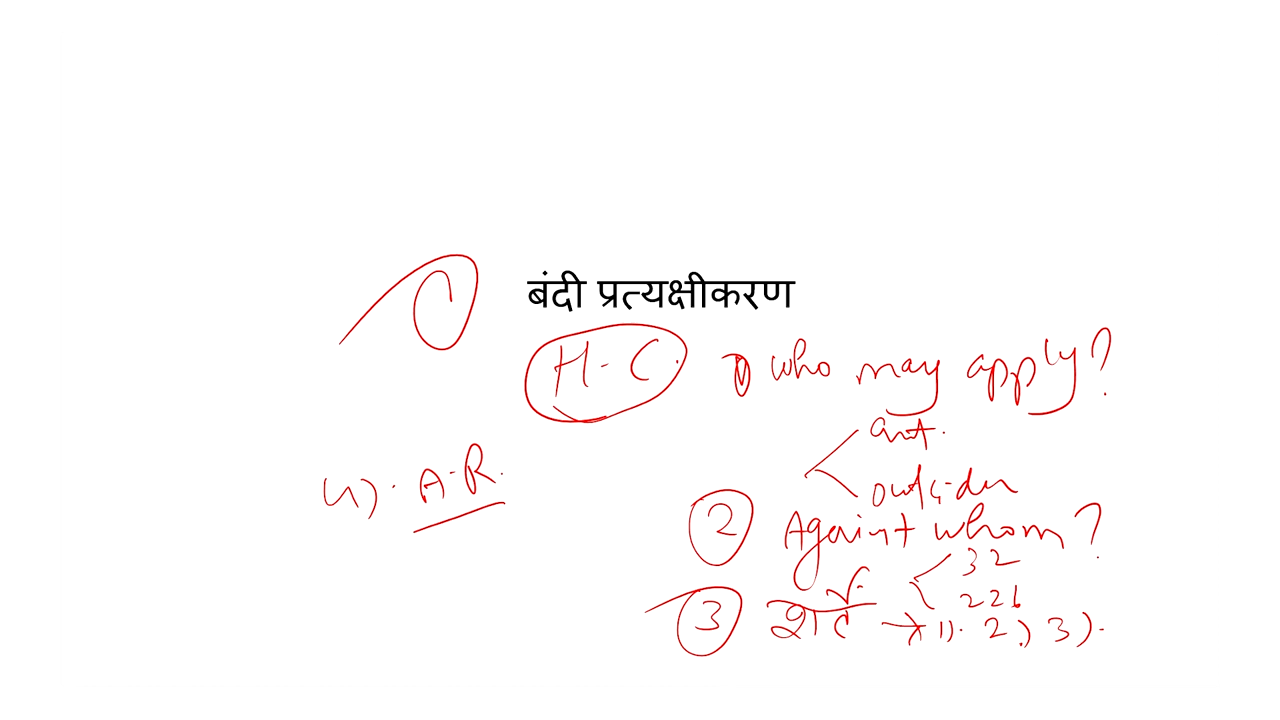 बंदी प्रत्यक्षीकरण
H.C. 1) who may apply?
outsider
4). A.R.
2 Against whom?
32
226
3 शर्त → 1). 2.) 3).